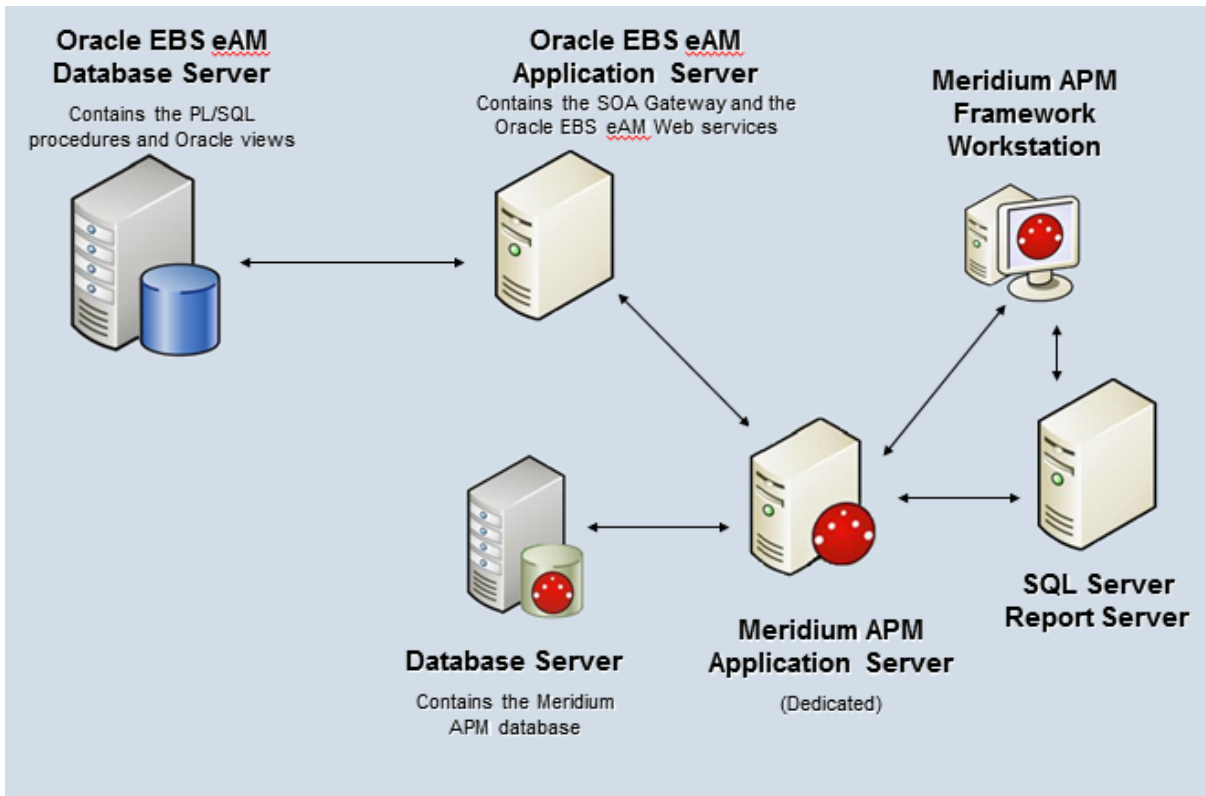 Oracle EBS eAM
Database Server
Contains the PL/SQL
procedures and Oracle views
Oracle EBS eAM
Application Server
Contains the SOA Gateway and the
Oracle EBS eAM Web services
Meridium APM
Framework
Workstation
SQL Server
Report Server
Meridium APM
Application Server
(Dedicated)
Database Server
Contains the Meridium
APM database